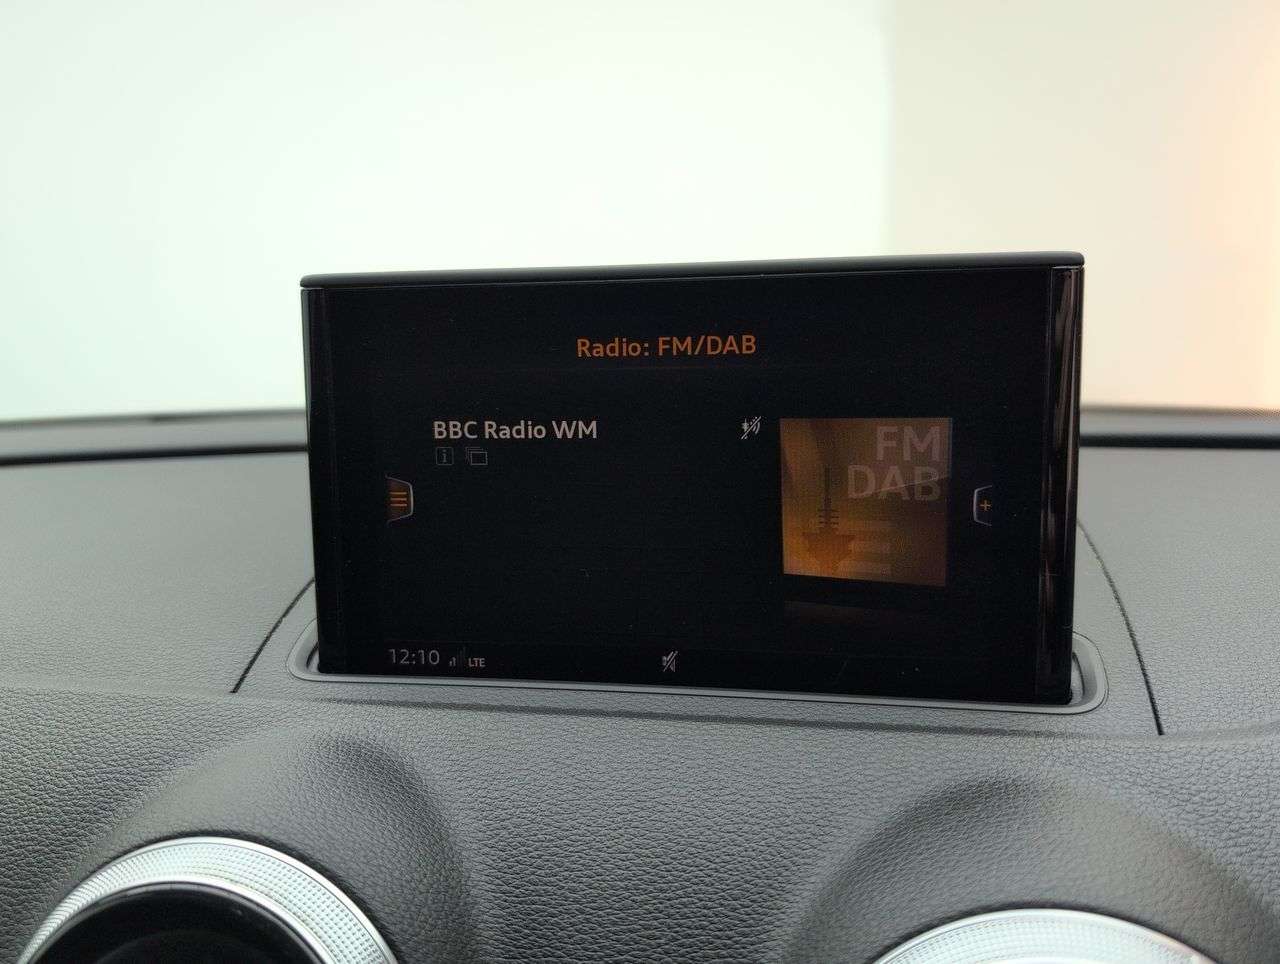 Radio: FM/DAB
BBC Radio WM
FM
DAB
12:10 LTE